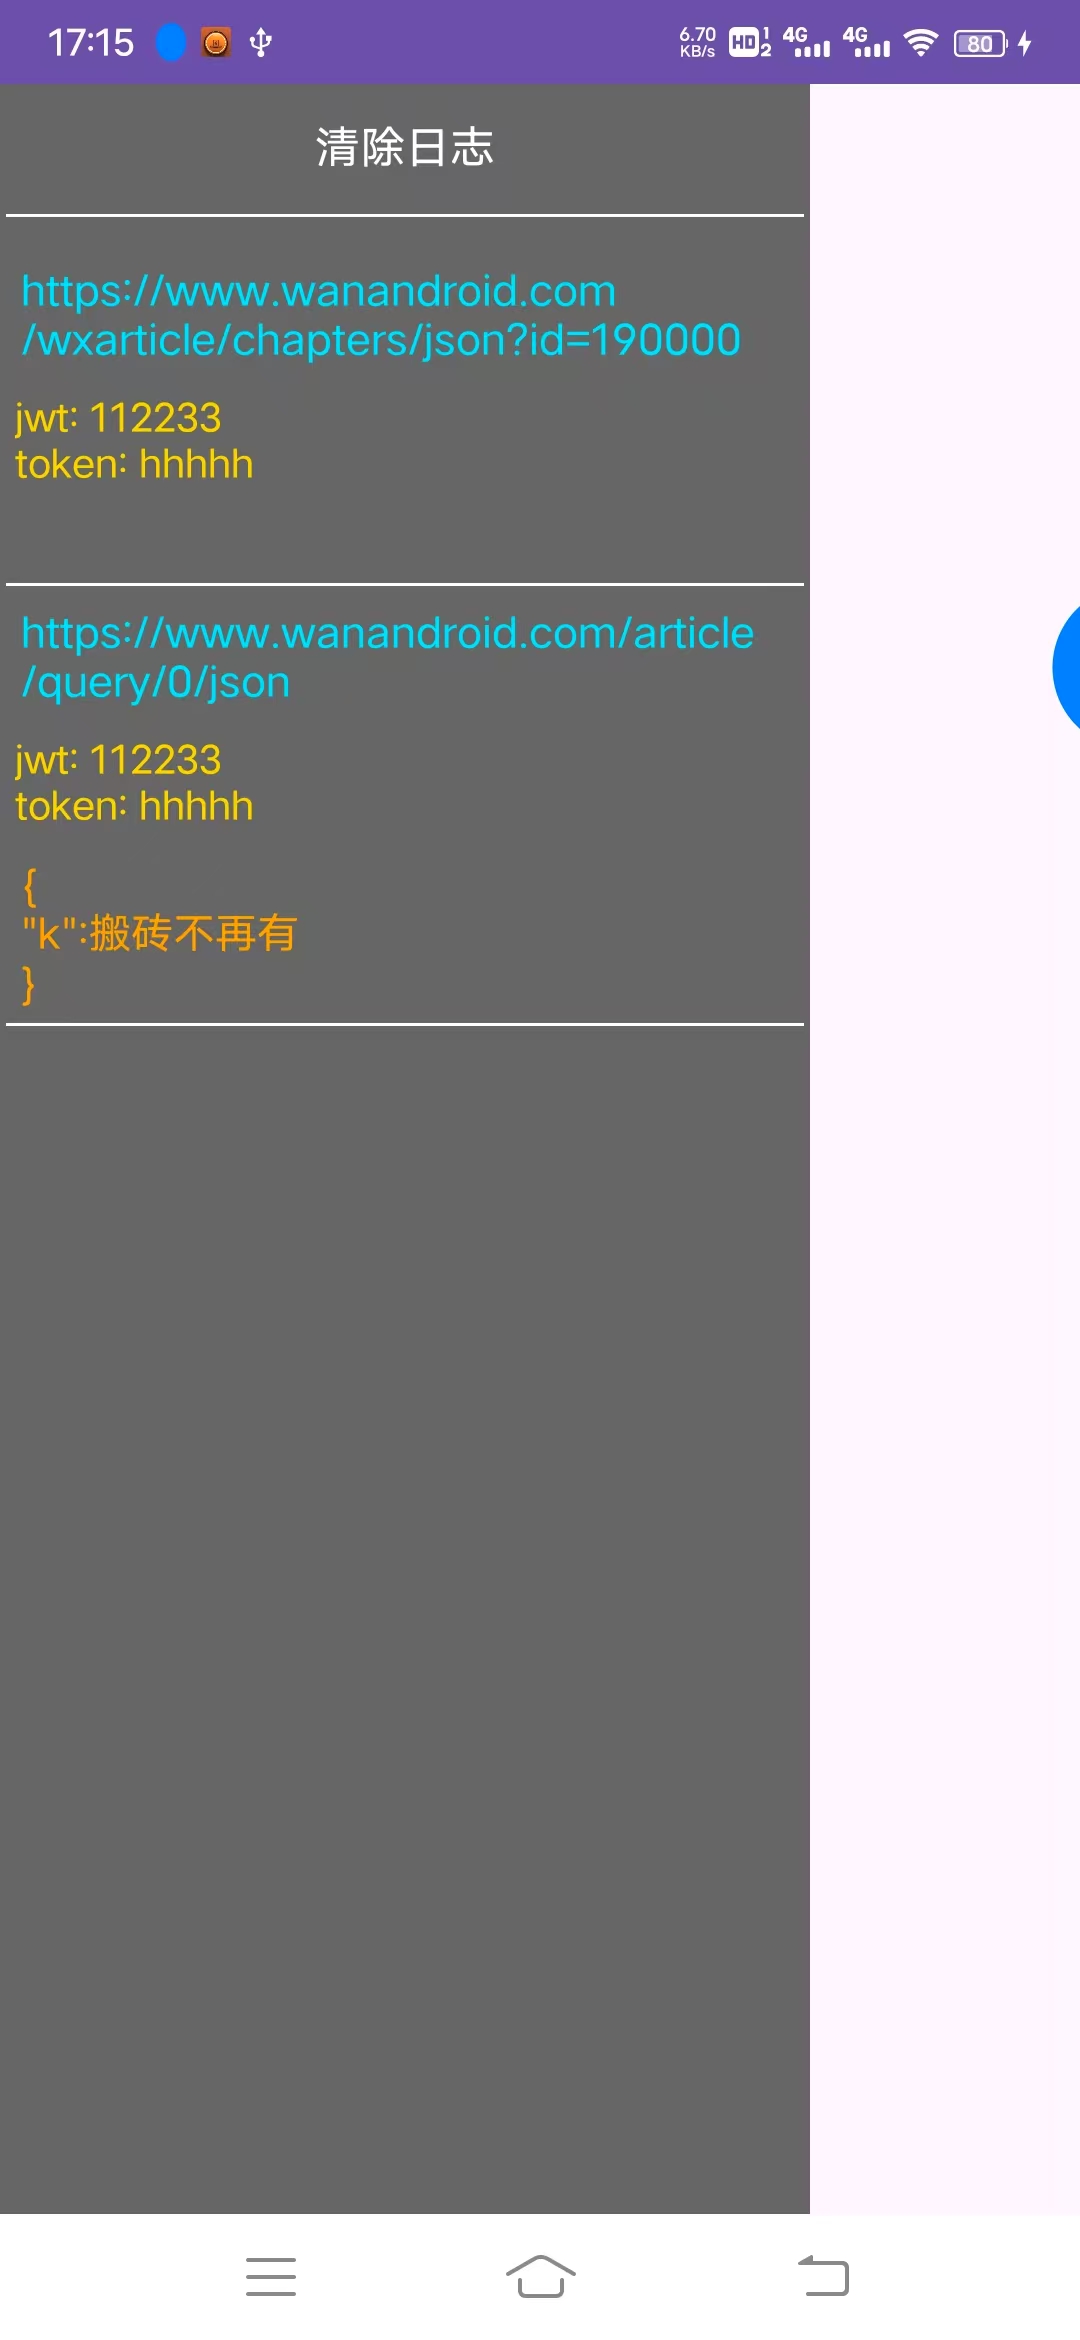 17:15
6.70
KB/s
HD 1 2
4G
4G
80
清除日志
https://www.wanandroid.com
/wxarticle/chapters/json?id=190000
jwt: 112233
token: hhhhh
https://www.wanandroid.com/article
/query/0/json
jwt: 112233
token: hhhhh
{
"k":搬砖不再有
}